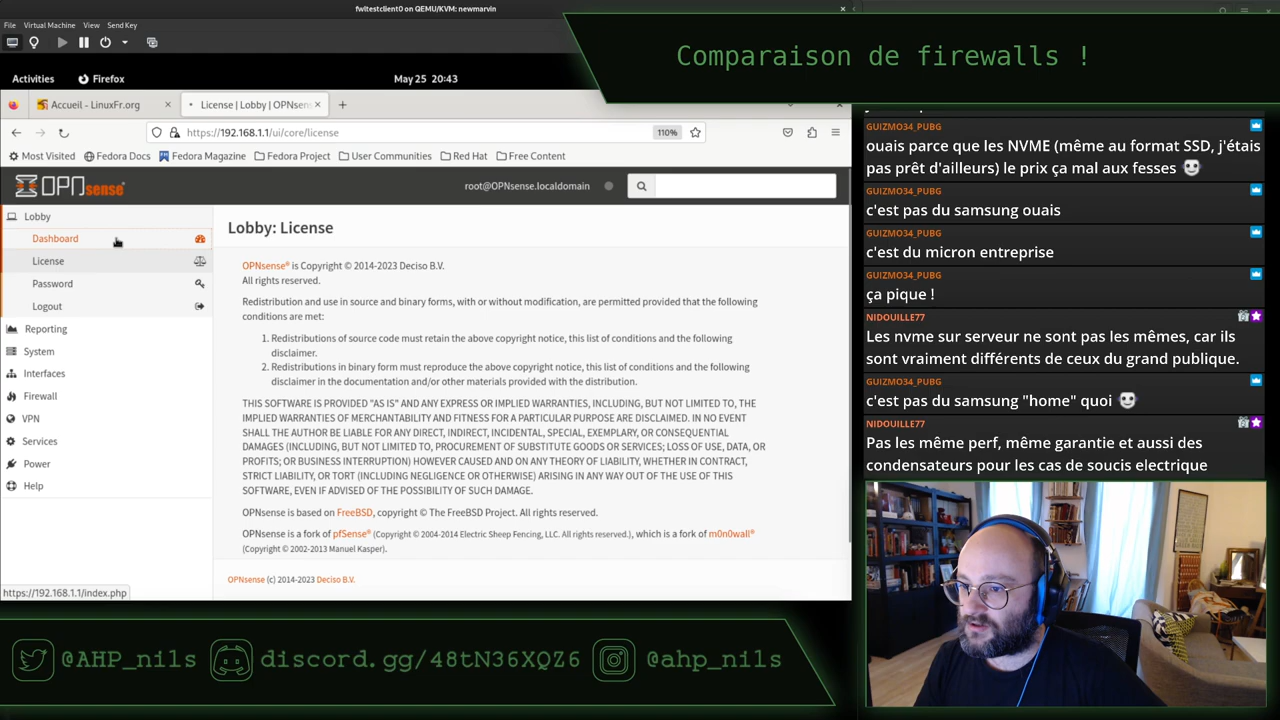 fwltestclient0 on QEMU/KVM: newmarvin
File Virtual Machine View Send Key
Activities Firefox May 25 20:43
Accueil - LinuxFr.org
License | Lobby | OPNsens
https://192.168.1.1/ui/core/license
110%
Most Visited Fedora Docs Fedora Magazine Fedora Project User Communities Red Hat Free Content
OPNsense
root@OPNsense.localdomain
Lobby
Dashboard
License
Password
Logout
Reporting
System
Interfaces
Firewall
VPN
Services
Power
Help
Lobby: License
OPNsense® is Copyright © 2014-2023 Deciso B.V.
All rights reserved.
Redistribution and use in source and binary forms, with or without modification, are permitted provided that the following
conditions are met:
1. Redistributions of source code must retain the above copyright notice, this list of conditions and the following
disclaimer.
2. Redistributions in binary form must reproduce the above copyright notice, this list of conditions and the following
disclaimer in the documentation and/or other materials provided with the distribution.
THIS SOFTWARE IS PROVIDED "AS IS" AND ANY EXPRESS OR IMPLIED WARRANTIES, INCLUDING, BUT NOT LIMITED TO, THE
IMPLIED WARRANTIES OF MERCHANTABILITY AND FITNESS FOR A PARTICULAR PURPOSE ARE DISCLAIMED. IN NO EVENT
SHALL THE AUTHOR BE LIABLE FOR ANY DIRECT, INDIRECT, INCIDENTAL, SPECIAL, EXEMPLARY, OR CONSEQUENTIAL
DAMAGES (INCLUDING, BUT NOT LIMITED TO, PROCUREMENT OF SUBSTITUTE GOODS OR SERVICES; LOSS OF USE, DATA, OR
PROFITS; OR BUSINESS INTERRUPTION) HOWEVER CAUSED AND ON ANY THEORY OF LIABILITY, WHETHER IN CONTRACT,
STRICT LIABILITY, OR TORT (INCLUDING NEGLIGENCE OR OTHERWISE) ARISING IN ANY WAY OUT OF THE USE OF THIS
SOFTWARE, EVEN IF ADVISED OF THE POSSIBILITY OF SUCH DAMAGE.
OPNsense is based on FreeBSD, copyright © The FreeBSD Project. All rights reserved.
OPNsense is a fork of pfSense® (Copyright © 2004-2014 Electric Sheep Fencing, LLC. All rights reserved.), which is a fork of m0n0wall®
(Copyright © 2002-2013 Manuel Kasper).
OPNsense (c) 2014-2023 Deciso B.V.
https://192.168.1.1/index.php
Comparaison de firewalls !
GUIZMO34_PUBG
ouais parce que les NVME (même au format SSD, j'étais
pas prêt d'ailleurs) le prix ça mal aux fesses
GUIZMO34_PUBG
c'est pas du samsung ouais
GUIZMO34_PUBG
c'est du micron entreprise
GUIZMO34_PUBG
ça pique !
NIDOUILLE77
Les nvme sur serveur ne sont pas les mêmes, car ils
sont vraiment différents de ceux du grand publique.
GUIZMO34_PUBG
c'est pas du samsung "home" quoi
NIDOUILLE77
Pas les même perf, même garantie et aussi des
condensateurs pour les cas de soucis electrique
@AHP_nils discord.gg/48tN36XQZ6 @ahp_nils